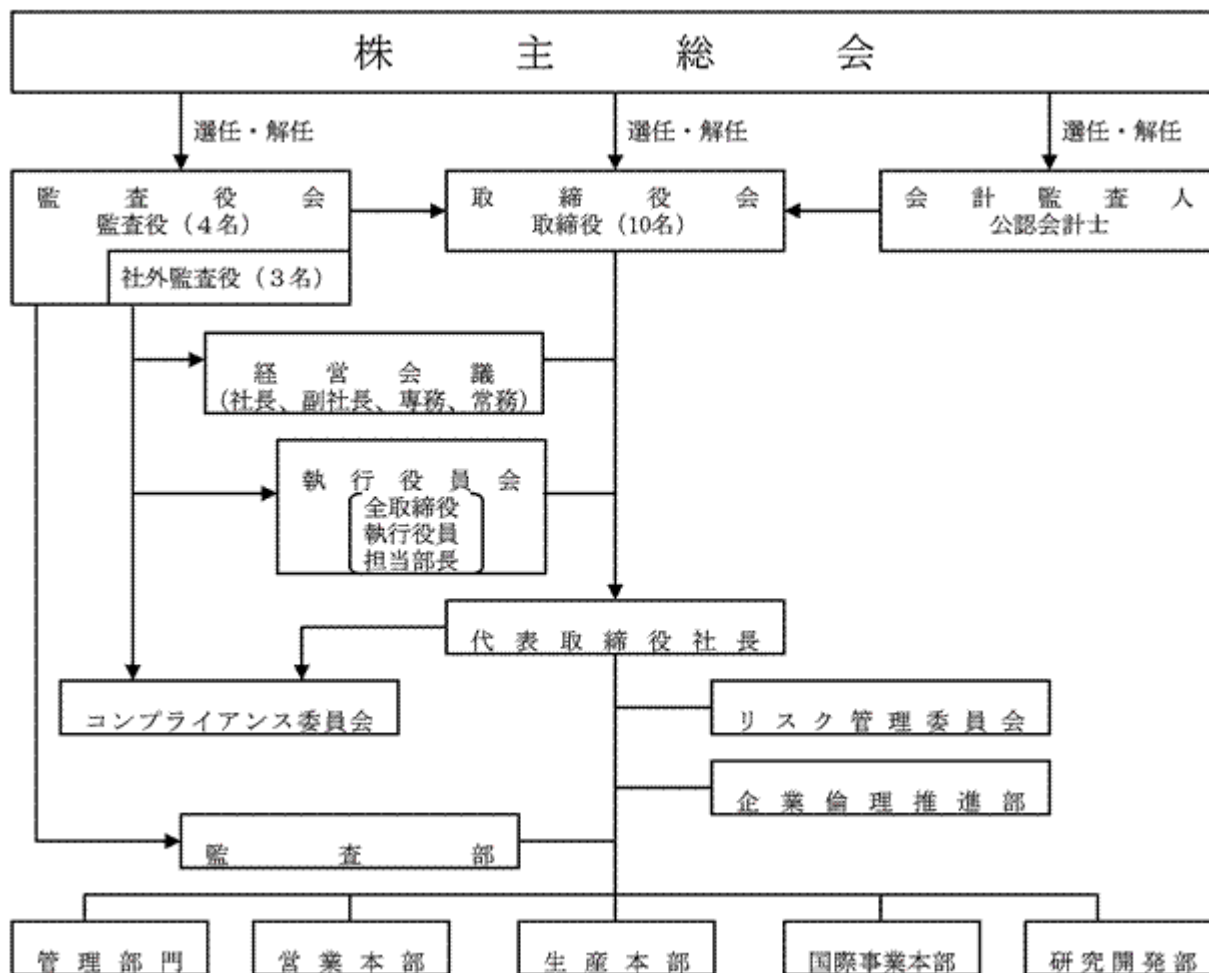 株主総会
選任・解任
選任・解任
選任・解任
監査役会
監査役（４名）
社外監査役（３名）
取締役会
取締役（10名）
会計監査人
公認会計士
経営会議
（社長、副社長、専務、常務）
執行役員会
全取締役
執行役員
担当部長
代表取締役社長
コンプライアンス委員会
リスク管理委員会
企業倫理推進部
監査部
管理部門
営業本部
生産本部
国際事業本部
研究開発部